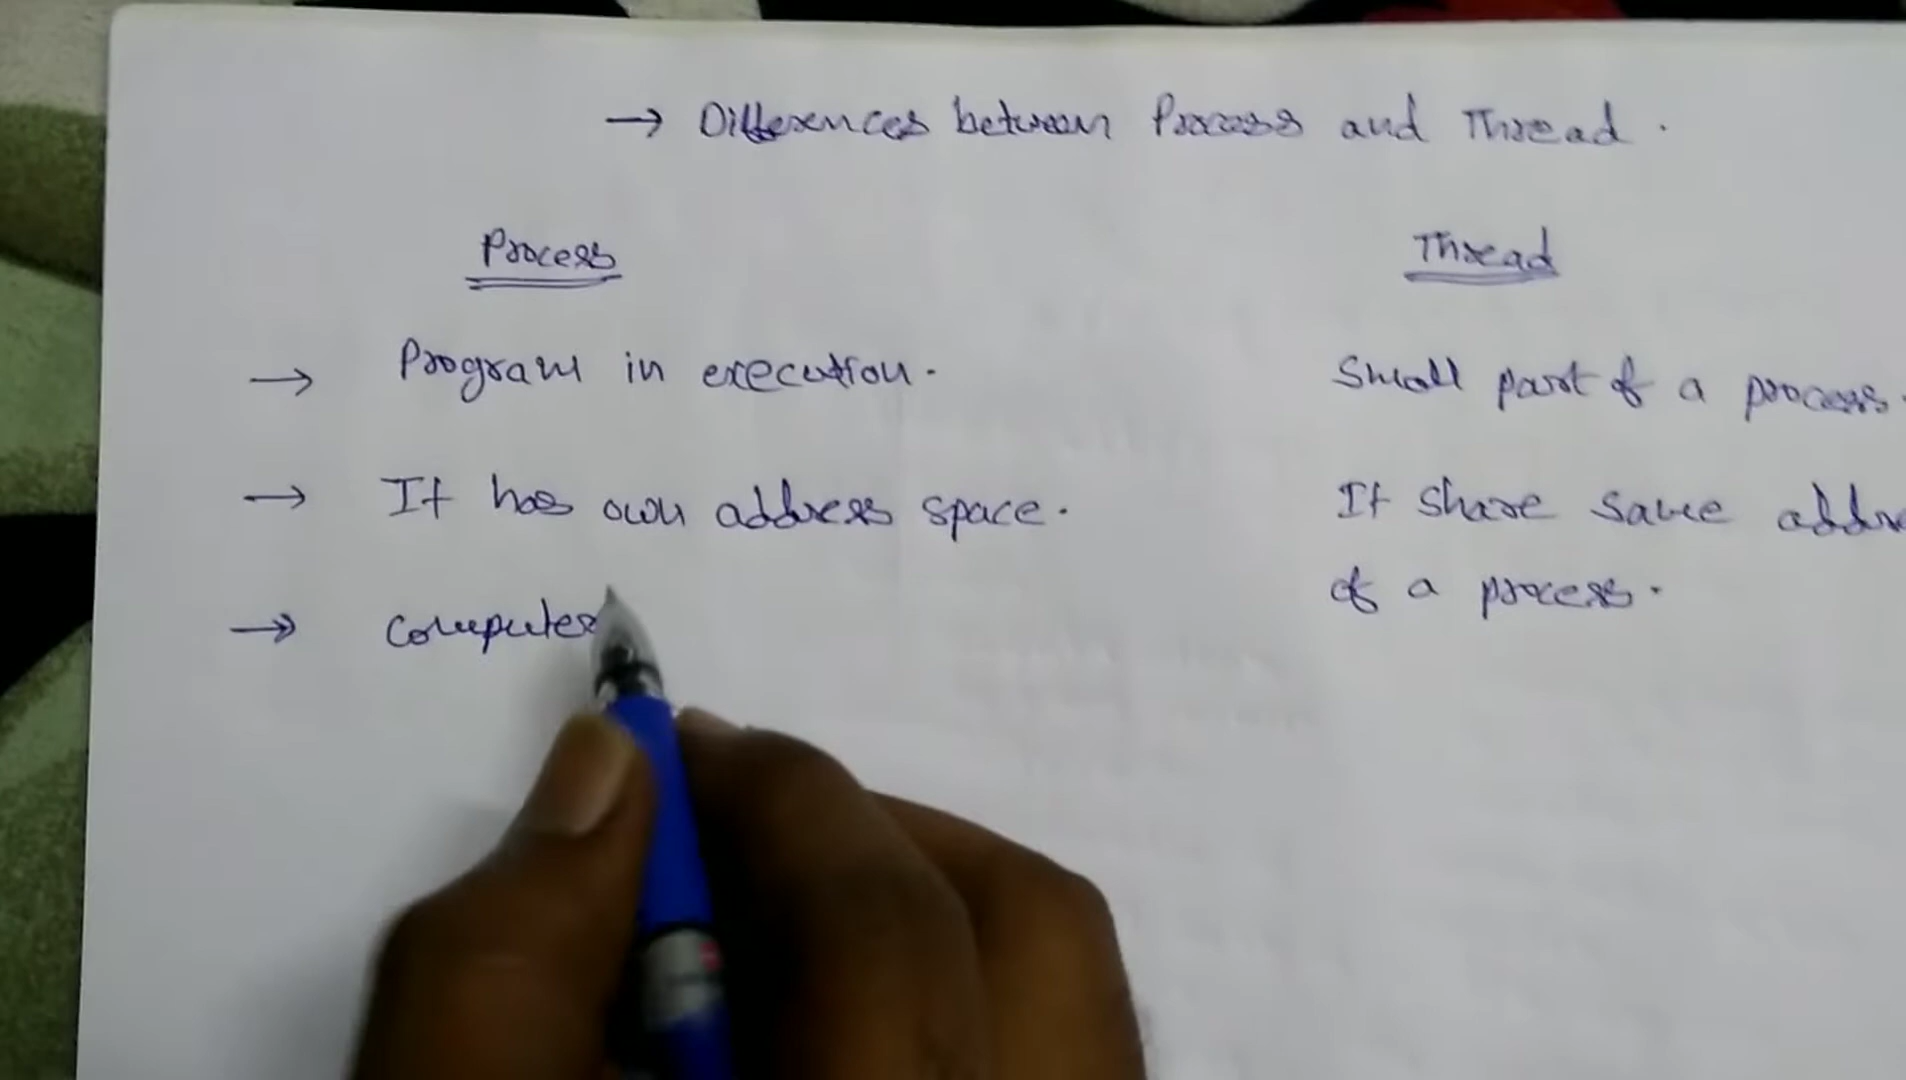 → Differences between Process and Thread.
Process
Thread
→ Program in execution.
Small part of a process.
→ It has own address space.
It share same addre
of a process.
→ Computer